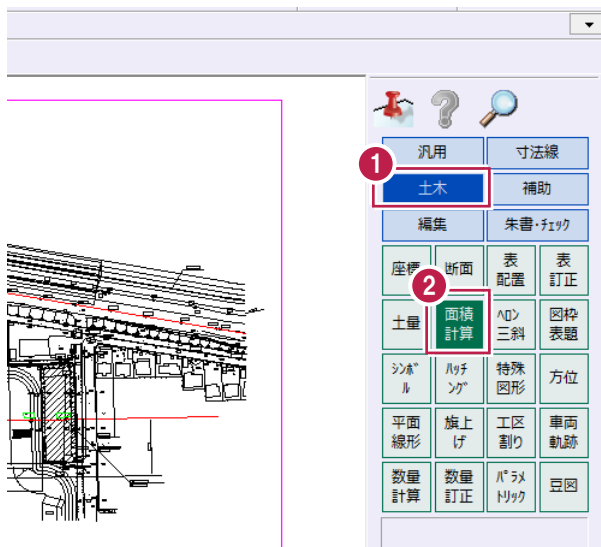 汎用 寸法線
1
土木 補助
編集 朱書・ﾁｪｯｸ
座標 断面 表配置 表訂正
2
土量 面積計算 ﾍﾛﾝ三斜 図枠表題
ｼﾝﾎﾞﾙ ﾊｯﾁﾝｸﾞ 特殊図形 方位
平面線形 旗上げ 工区割り 車両軌跡
数量計算 数量訂正 ﾊﾟﾗﾒﾄﾘｯｸ 豆図